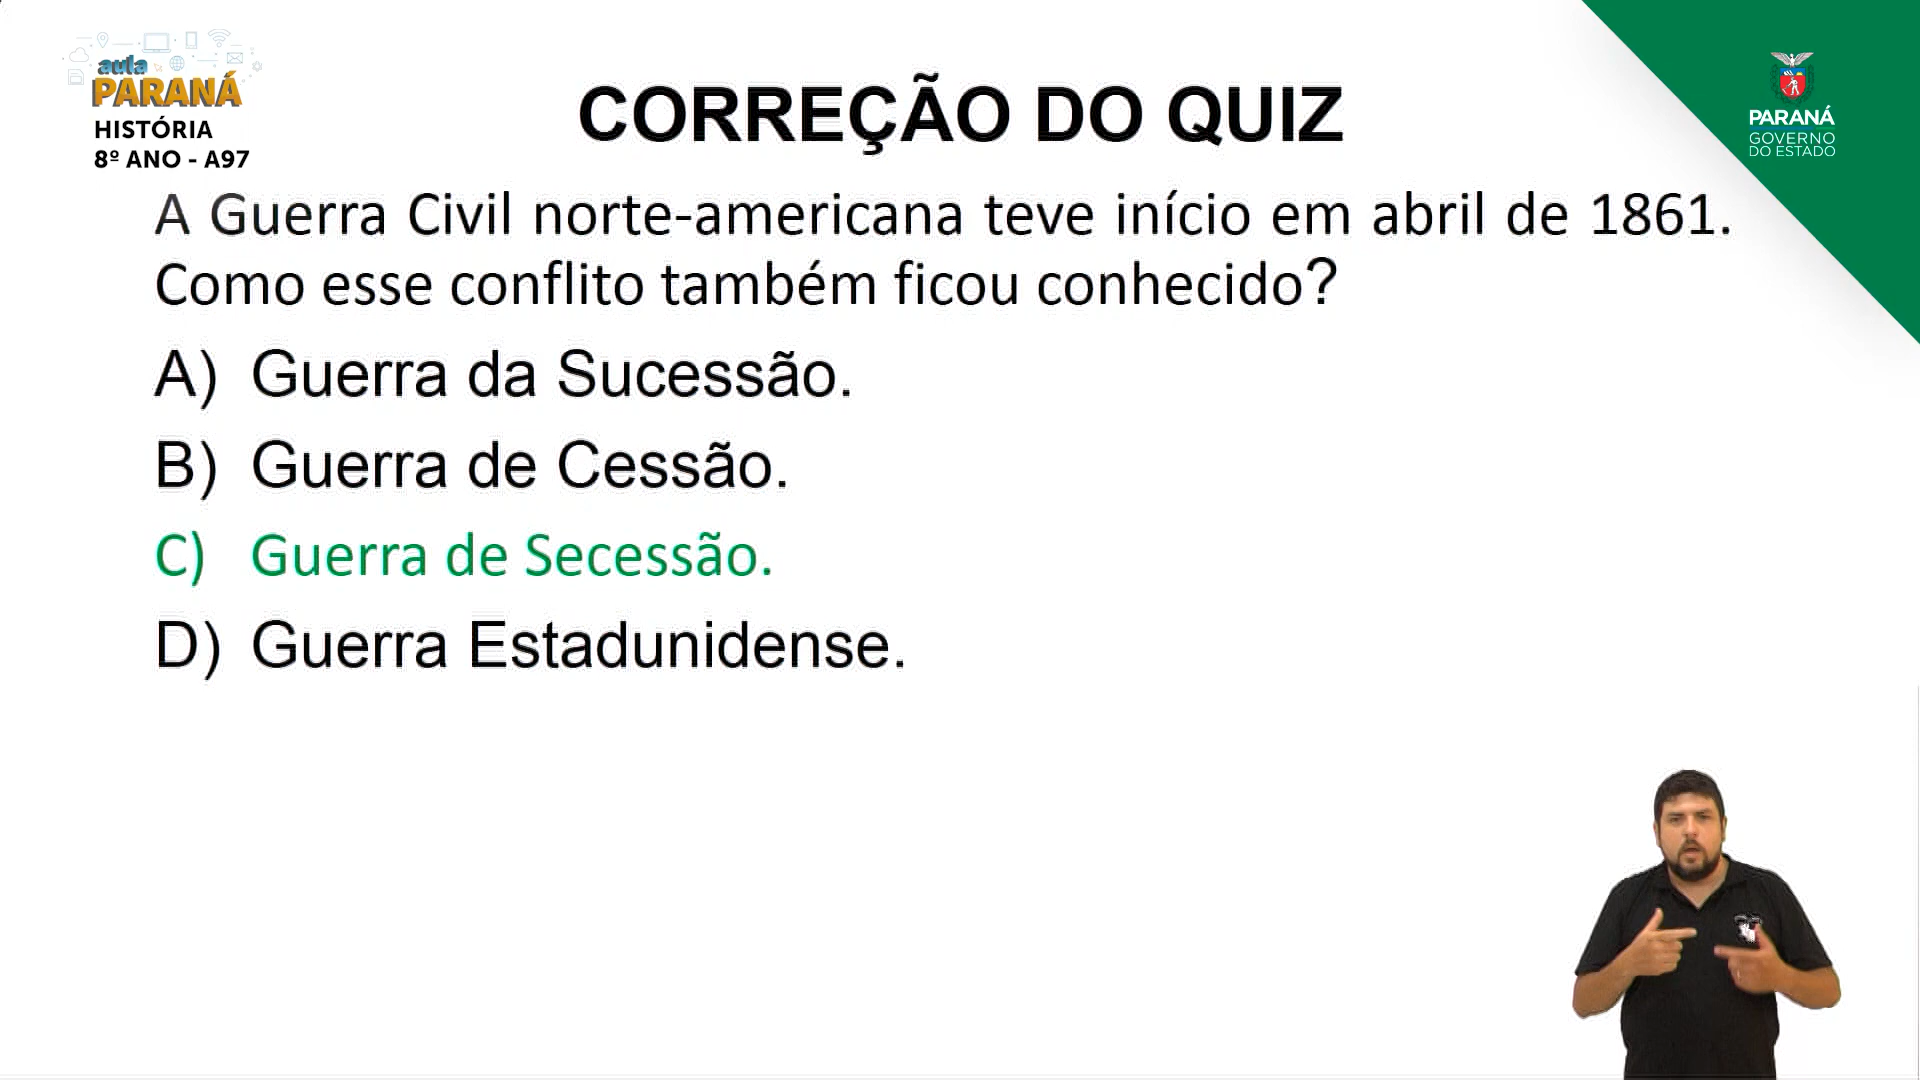 aula
PARANÁ
HISTÓRIA
8º ANO - A97
CORREÇÃO DO QUIZ
PARANÁ
GOVERNO
DO ESTADO
A Guerra Civil norte-americana teve início em abril de 1861.
Como esse conflito também ficou conhecido?
A) Guerra da Sucessão.
B) Guerra de Cessão.
C) Guerra de Secessão.
D) Guerra Estadunidense.